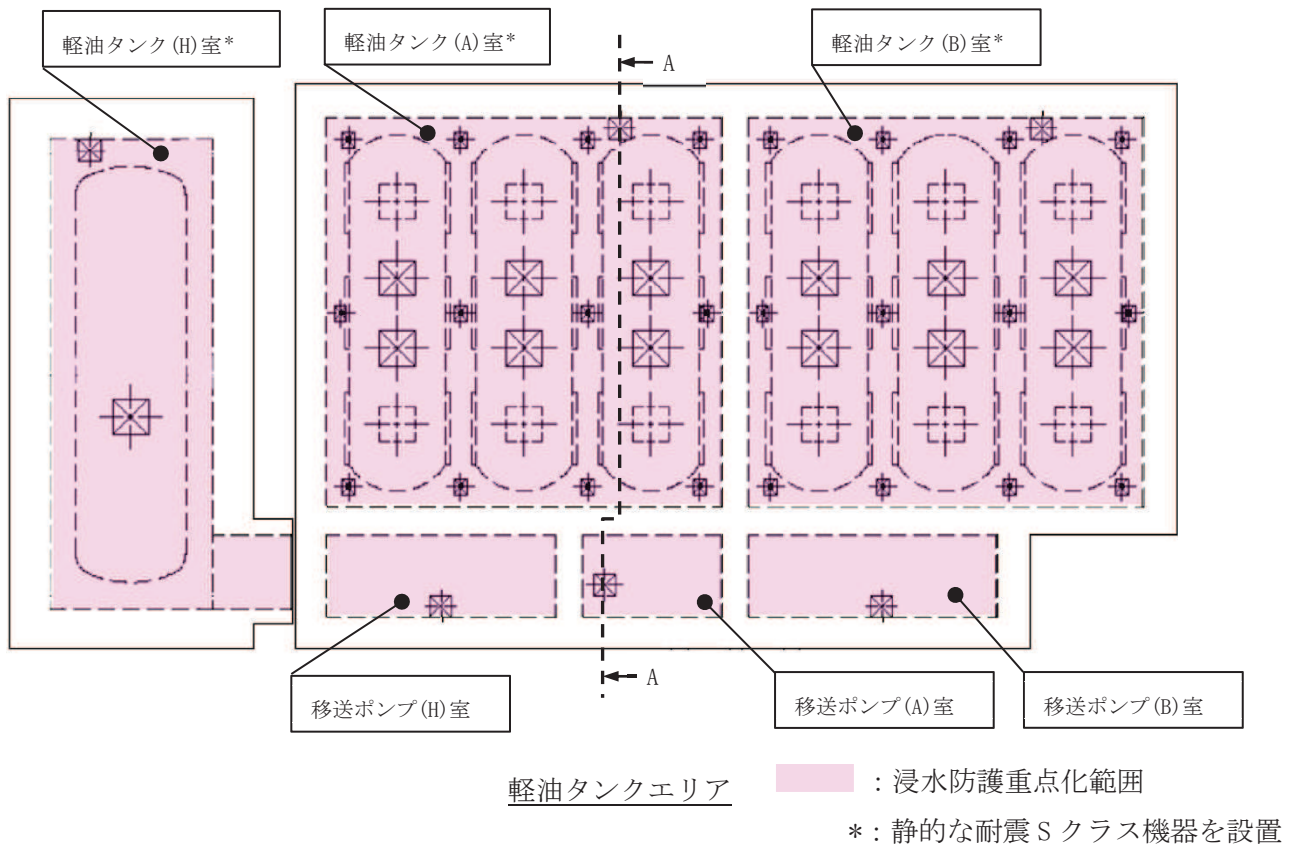 軽油タンク(H)室*
軽油タンク(A)室*
軽油タンク(B)室*
A
A
移送ポンプ(H)室
移送ポンプ(A)室
移送ポンプ(B)室
軽油タンクエリア
：浸水防護重点化範囲
*：静的な耐震Sクラス機器を設置